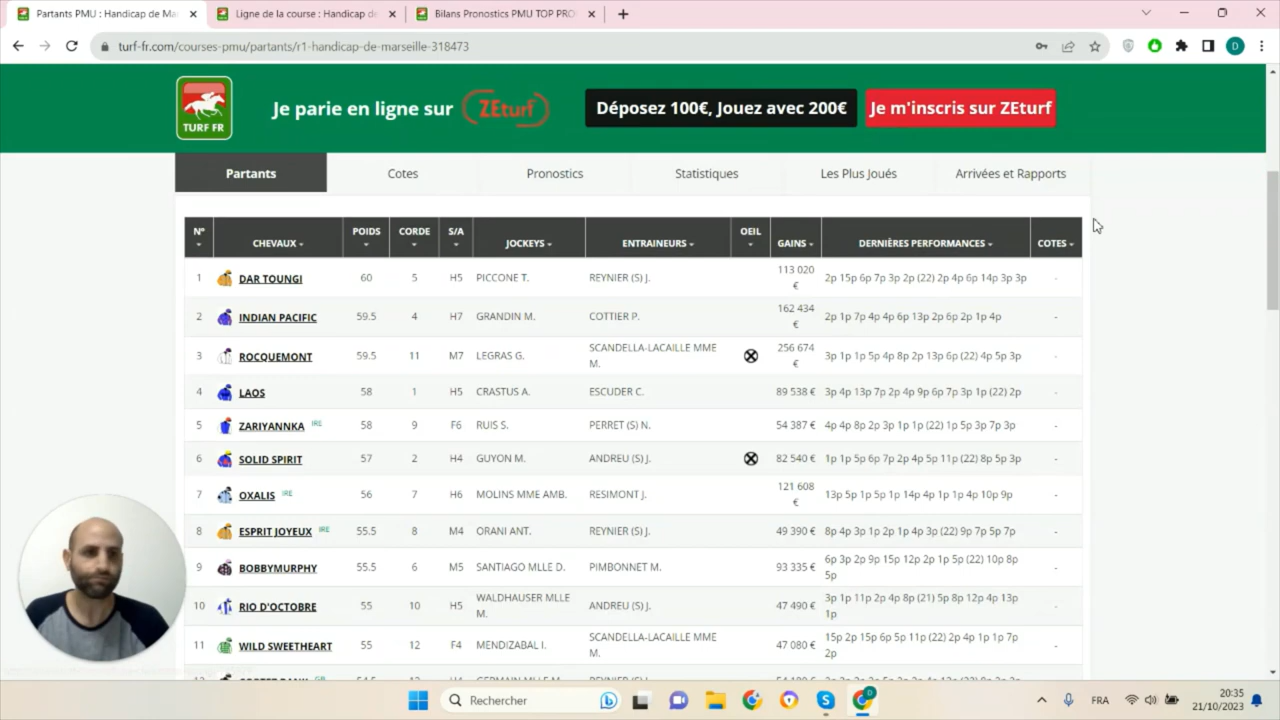 Partants PMU : Handicap de Mar
Ligne de la course : Handicap de
Bilans Pronostics PMU TOP PRO
turf-fr.com/courses-pmu/partants/r1-handicap-de-marseille-318473
D
TURF FR
Je parie en ligne sur ZEturf
Déposez 100€, Jouez avec 200€
Je m'inscris sur ZEturf
Partants Cotes Pronostics Statistiques Les Plus Joués Arrivées et Rapports
N° CHEVAUX POIDS CORDE S/A JOCKEYS ENTRAINEURS OEIL GAINS DERNIÈRES PERFORMANCES COTES
1 DAR TOUNGI 60 5 H5 PICCONE T. REYNIER (S) J. 113 020 € 2p 15p 6p 7p 3p 2p (22) 2p 4p 6p 14p 3p 3p -
2 INDIAN PACIFIC 59.5 4 H7 GRANDIN M. COTTIER P. 162 434 € 2p 1p 7p 4p 4p 6p 13p 2p 6p 2p 1p 4p -
3 ROCQUEMONT 59.5 11 M7 LEGRAS G. SCANDELLA-LACAILLE MME M. 256 674 € 3p 1p 1p 5p 4p 8p 2p 13p 6p (22) 4p 5p 3p -
4 LAOS 58 1 H5 CRASTUS A. ESCUDER C. 89 538 € 3p 4p 13p 7p 2p 4p 9p 6p 7p 3p 1p (22) 2p -
5 ZARIYANNKA IRE 58 9 F6 RUIS S. PERRET (S) N. 54 387 € 4p 4p 8p 2p 3p 1p 1p (22) 1p 5p 3p 7p 3p -
6 SOLID SPIRIT 57 2 H4 GUYON M. ANDREU (S) J. 82 540 € 1p 1p 5p 6p 7p 2p 4p 5p 11p (22) 8p 5p 3p -
7 OXALIS IRE 56 7 H6 MOLINS MME AMB. RESIMONT J. 121 608 € 13p 5p 1p 5p 1p 14p 4p 1p 1p 4p 10p 9p -
8 ESPRIT JOYEUX IRE 55.5 8 M4 ORANI ANT. REYNIER (S) J. 49 390 € 8p 4p 3p 1p 2p 1p 4p 3p (22) 9p 7p 5p 7p -
9 BOBBYMURPHY 55.5 6 M5 SANTIAGO MLLE D. PIMBONNET M. 93 335 € 6p 3p 2p 9p 15p 12p 2p 1p 5p (22) 10p 8p 5p -
10 RIO D'OCTOBRE 55 10 H5 WALDHAUSER MLLE M. ANDREU (S) J. 47 490 € 3p 1p 11p 2p 4p 8p (21) 5p 8p 12p 4p 13p 1p -
11 WILD SWEETHEART 55 12 F4 MENDIZABAL I. SCANDELLA-LACAILLE MME M. 47 080 € 15p 2p 15p 6p 5p 11p (22) 2p 4p 1p 1p 7p 2p -
Rechercher
FRA
20:35
21/10/2023